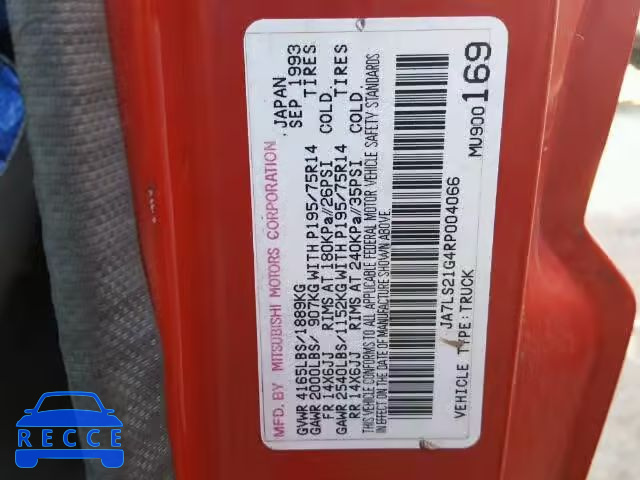 MFD. BY MITSUBISHI MOTORS CORPORATION JAPAN
SEP 1993
GVWR 4165LBS/1889KG
GAWR 2000LBS/ 907KG WITH P195/75R14 TIRES
FR 14X6JJ RIMS AT 180KPa//26PSI COLD.
GAWR 2540LBS/1152KG WITH P195/75R14 TIRES
RR 14X6JJ RIMS AT 240KPa//35PSI COLD.
THIS VEHICLE CONFORMS TO ALL APPLICABLE FEDERAL MOTOR VEHICLE SAFETY STANDARDS
IN EFFECT ON THE DATE OF MANUFACTURE SHOWN ABOVE.
JA7LS21G4RP004066
VEHICLE TYPE:TRUCK
MU900169
RECCE